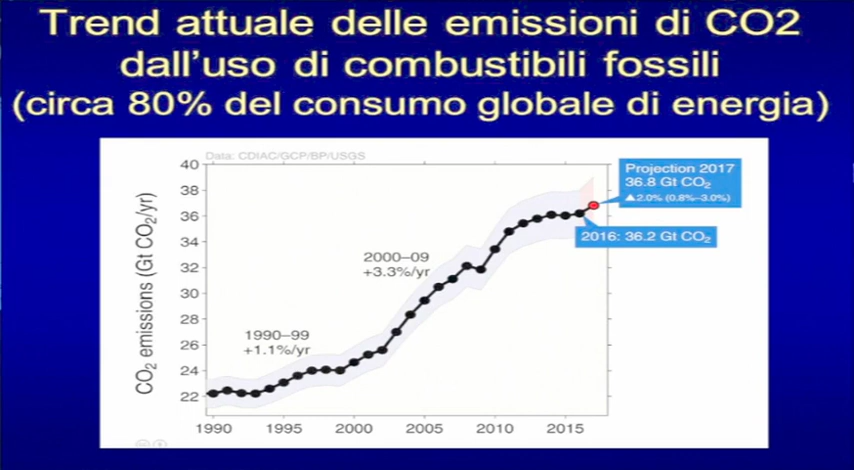 Trend attuale delle emissioni di CO2
dall'uso di combustibili fossili
(circa 80% del consumo globale di energia)
Data: CDIAC/GCP/BP/USGS
CO₂ emissions (Gt CO₂/yr)
40
38
36
34
32
30
28
26
24
22
1990
1995
2000
2005
2010
2015
1990–99
+1.1%/yr
2000–09
+3.3%/yr
Projection 2017
36.8 Gt CO₂
▲2.0% (0.8%–3.0%)
2016: 36.2 Gt CO₂